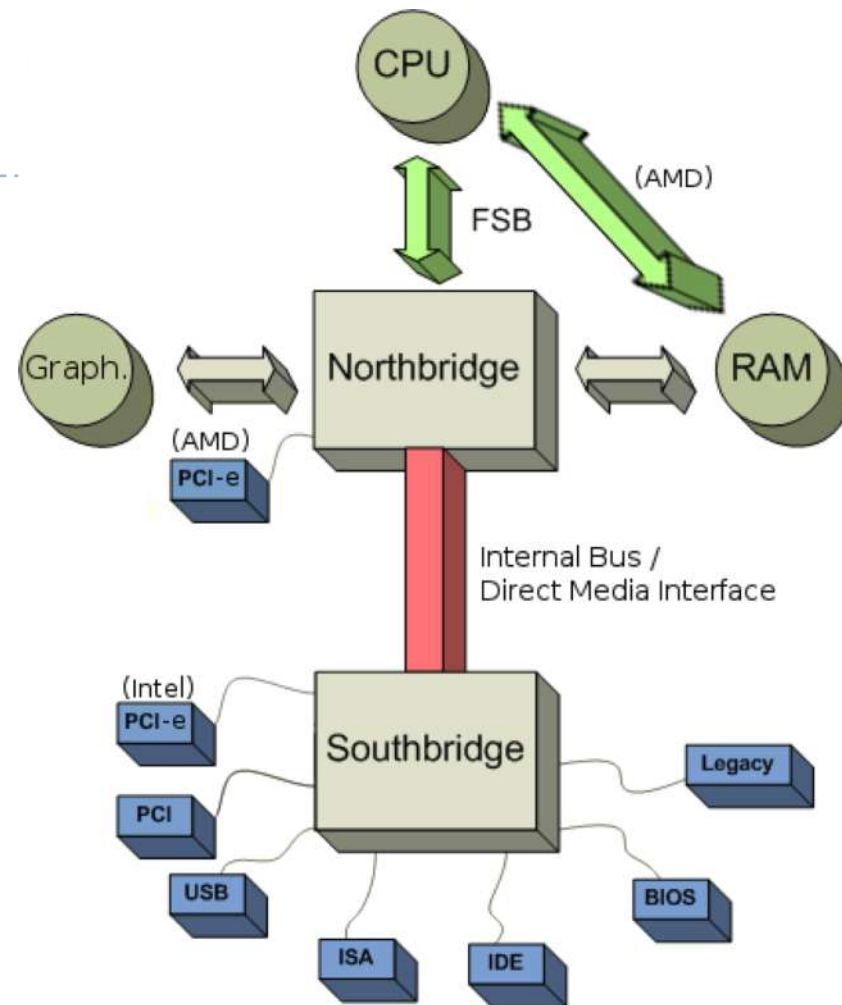 CPU
(AMD)
FSB
Graph.
Northbridge
RAM
(AMD)
PCI-e
Internal Bus /
Direct Media Interface
(Intel)
PCI-e
Southbridge
Legacy
PCI
USB
BIOS
ISA
IDE